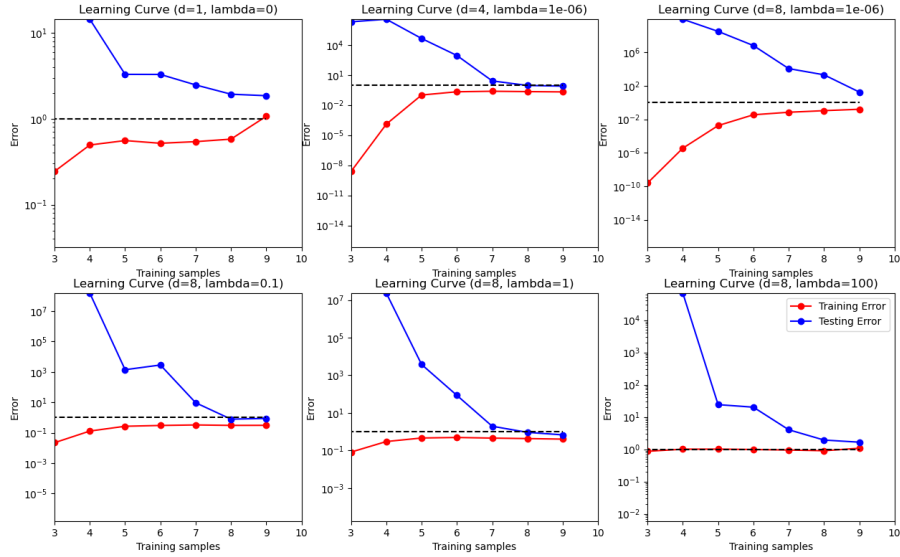 Learning Curve (d=1, lambda=0)
Error
10¹
10⁰
10⁻¹
3 4 5 6 7 8 9 10
Training samples
Learning Curve (d=4, lambda=1e-06)
Error
10⁴
10¹
10⁻²
10⁻⁵
10⁻⁸
10⁻¹¹
10⁻¹⁴
3 4 5 6 7 8 9 10
Training samples
Learning Curve (d=8, lambda=1e-06)
Error
10⁶
10²
10⁻²
10⁻⁶
10⁻¹⁰
10⁻¹⁴
3 4 5 6 7 8 9 10
Training samples
Learning Curve (d=8, lambda=0.1)
Error
10⁷
10⁵
10³
10¹
10⁻¹
10⁻³
10⁻⁵
3 4 5 6 7 8 9 10
Training samples
Learning Curve (d=8, lambda=1)
Error
10⁷
10⁵
10³
10¹
10⁻¹
10⁻³
3 4 5 6 7 8 9 10
Training samples
Learning Curve (d=8, lambda=100)
Training Error
Testing Error
Error
10⁴
10³
10²
10¹
10⁰
10⁻¹
10⁻²
3 4 5 6 7 8 9 10
Training samples